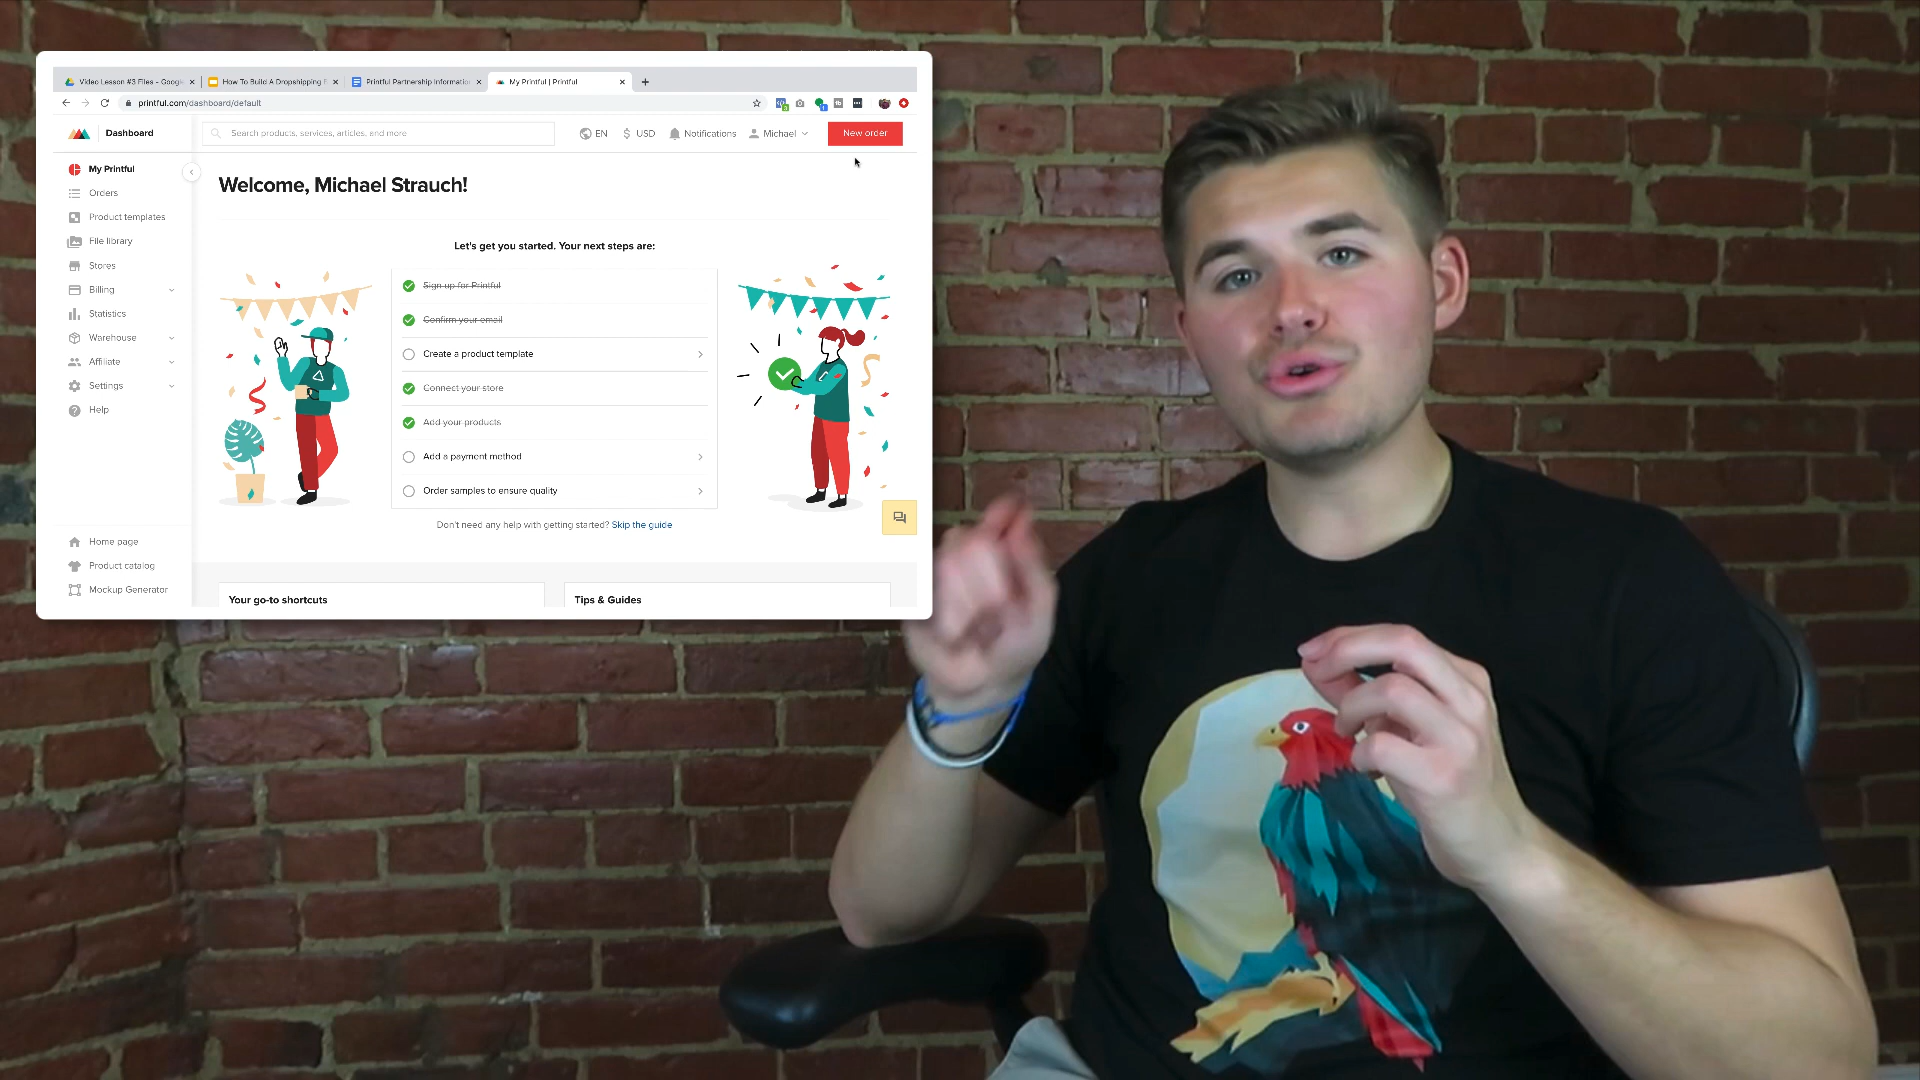 Video Lesson #3 Files - Google
How To Build A Dropshipping
Printful Partnership Information
My Printful | Printful
printful.com/dashboard/default
Dashboard
Search products, services, articles, and more
EN
USD
Notifications
Michael
New order
My Printful
Orders
Product templates
File library
Stores
Billing
Statistics
Warehouse
Affiliate
Settings
Help
Home page
Product catalog
Mockup Generator
Welcome, Michael Strauch!
Let's get you started. Your next steps are:
Sign up for Printful
Confirm your email
Create a product template
Connect your store
Add your products
Add a payment method
Order samples to ensure quality
Don't need any help with getting started? Skip the guide
Your go-to shortcuts
Tips & Guides